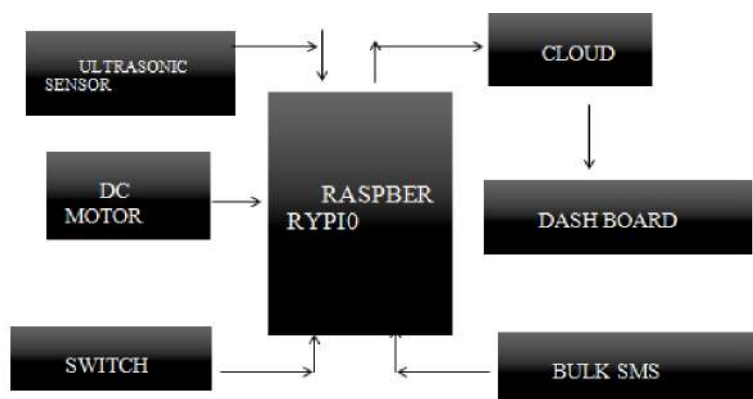 ULTRASONIC
SENSOR
CLOUD
DC
MOTOR
RASPBER
RYPI0
DASH BOARD
SWITCH
BULK SMS